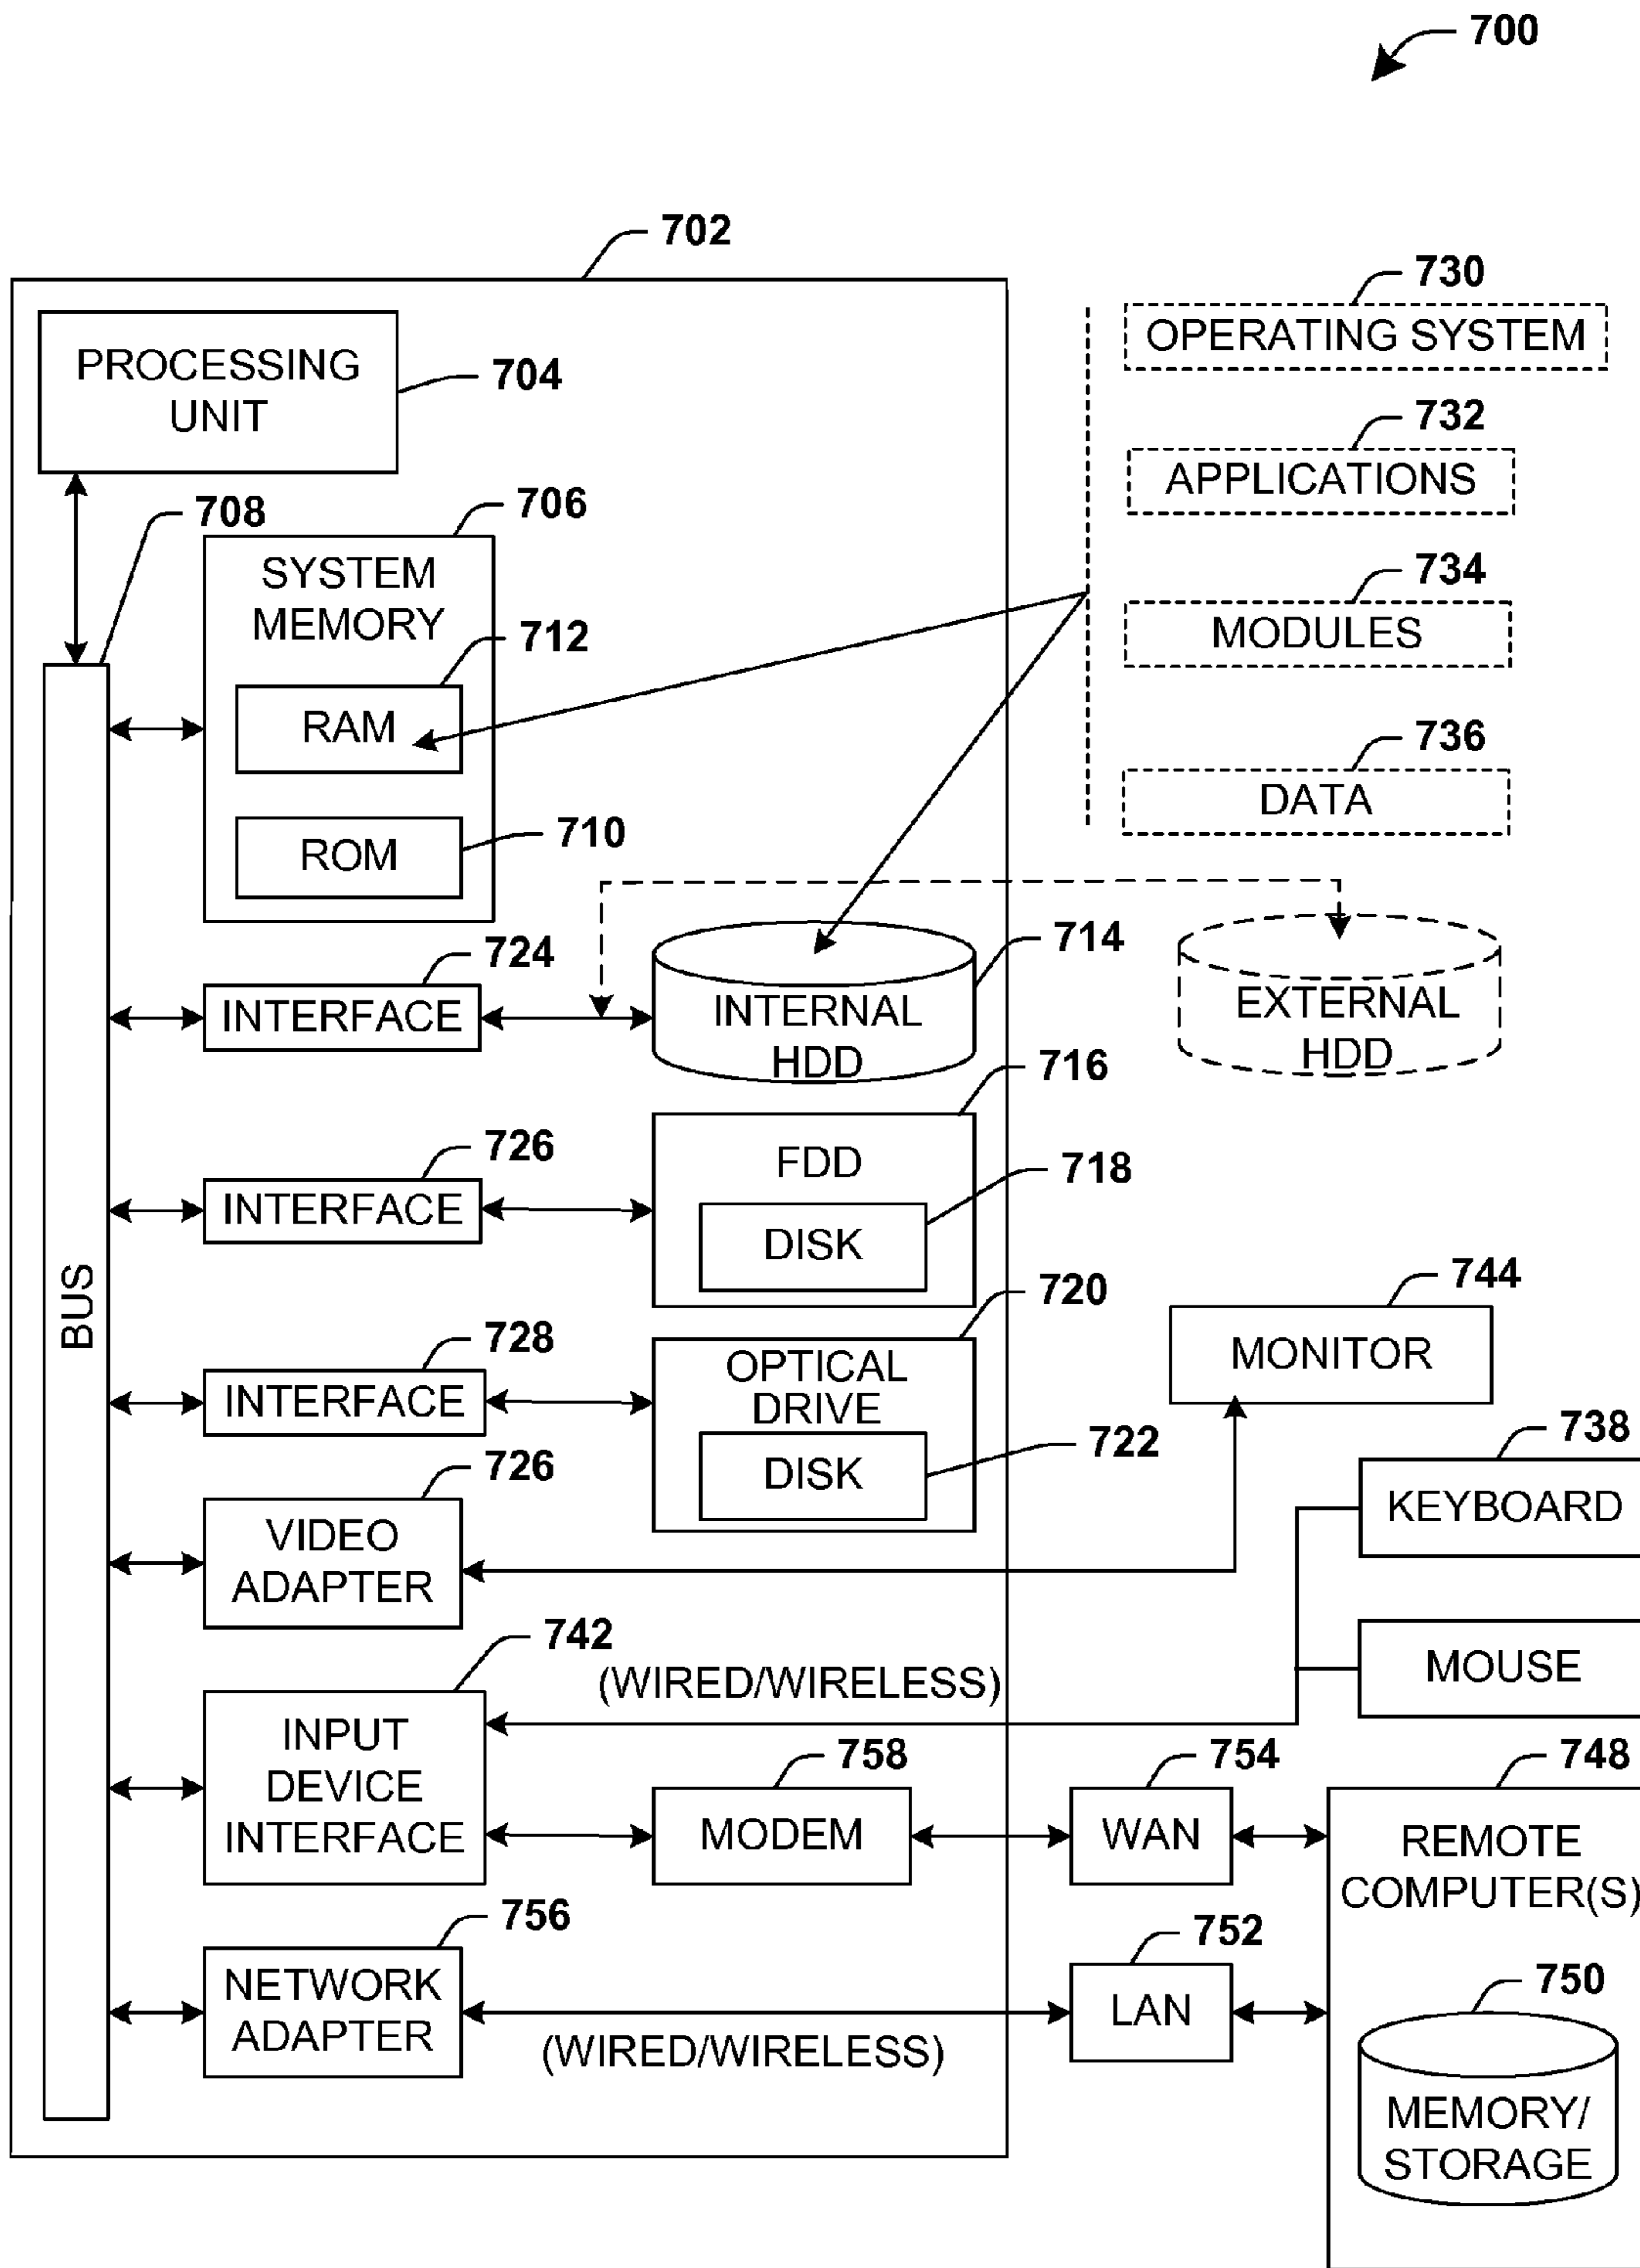 700
702
730
OPERATING SYSTEM
PROCESSING
UNIT
704
732
APPLICATIONS
708
706
SYSTEM
MEMORY
734
MODULES
712
RAM
736
DATA
710
ROM
724
INTERFACE
714
INTERNAL
HDD
EXTERNAL
HDD
716
726
INTERFACE
FDD
718
DISK
BUS
720
744
MONITOR
728
INTERFACE
OPTICAL
DRIVE
722
DISK
738
KEYBOARD
726
VIDEO
ADAPTER
742
(WIRED/WIRELESS)
MOUSE
INPUT
DEVICE
INTERFACE
758
MODEM
754
WAN
748
REMOTE
COMPUTER(S)
756
NETWORK
ADAPTER
(WIRED/WIRELESS)
752
LAN
750
MEMORY/
STORAGE